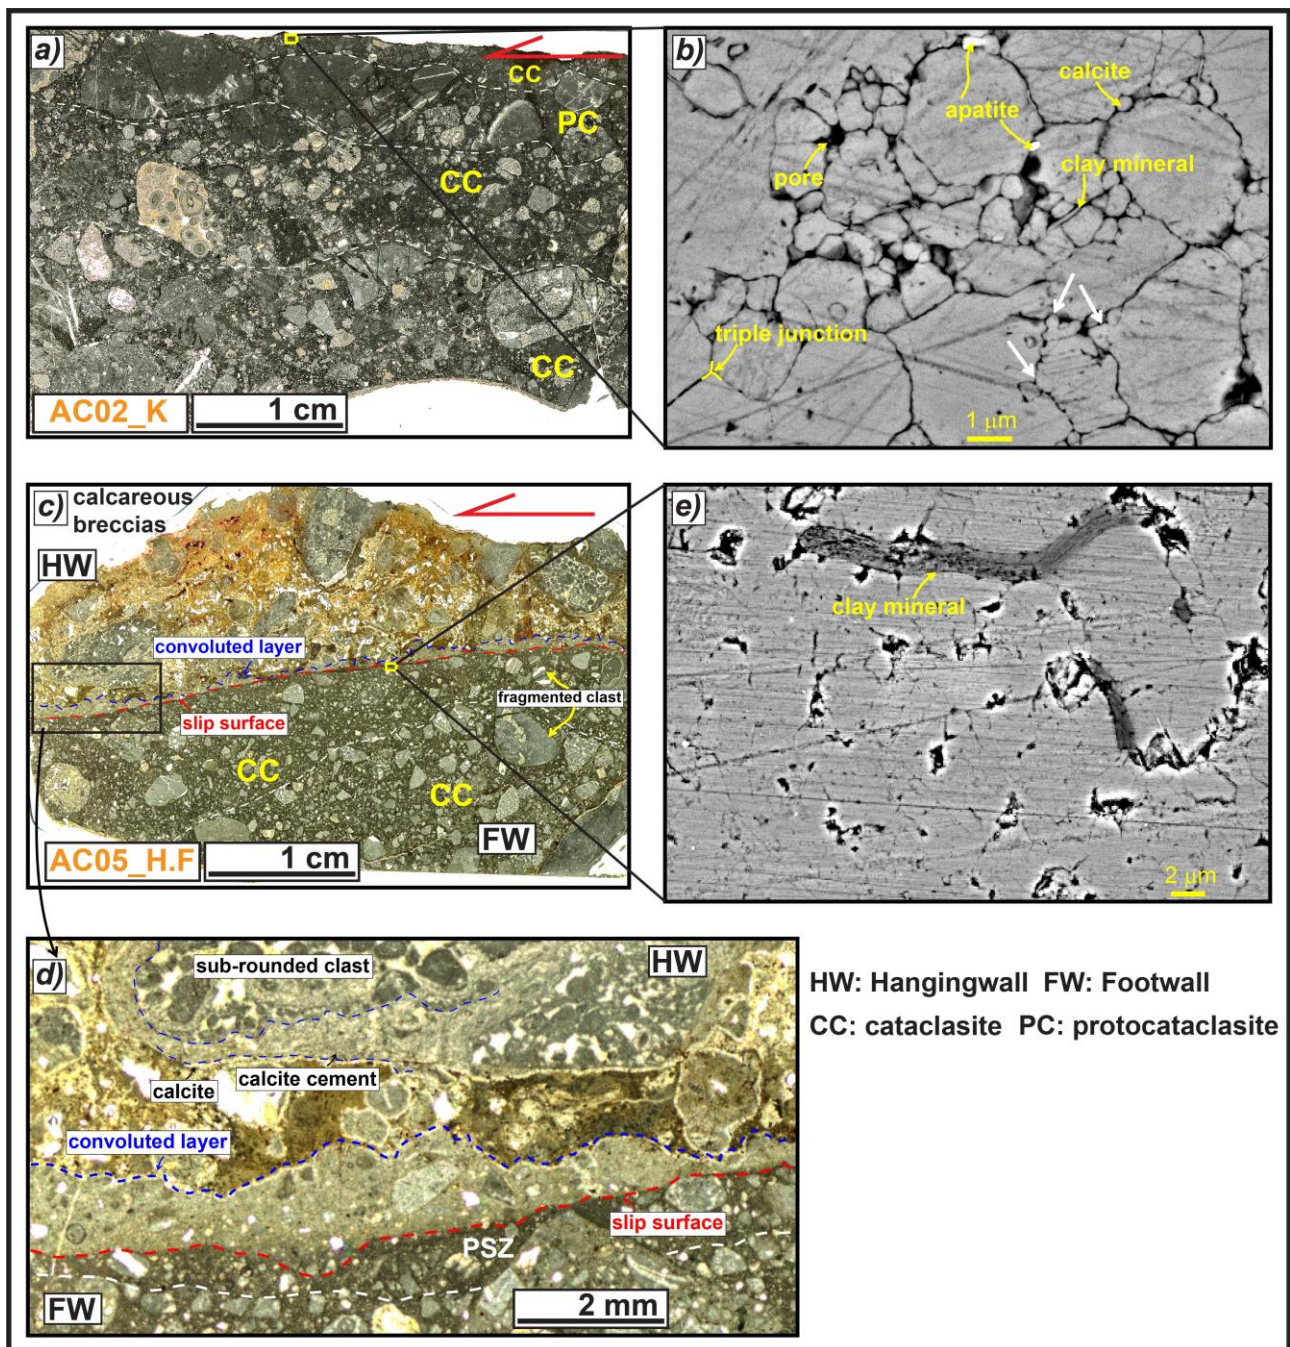 a)
CC
PC
CC
CC
AC02_K
1 cm
b)
calcite
apatite
clay mineral
pore
triple junction
1 μm
c)
calcareous
breccias
HW
convoluted layer
fragmented clast
slip surface
CC
CC
FW
AC05_H.F
1 cm
e)
clay mineral
2 μm
d)
sub-rounded clast
HW
calcite cement
calcite
convoluted layer
slip surface
PSZ
FW
2 mm
HW: Hangingwall FW: Footwall
CC: cataclasite PC: protocataclasite